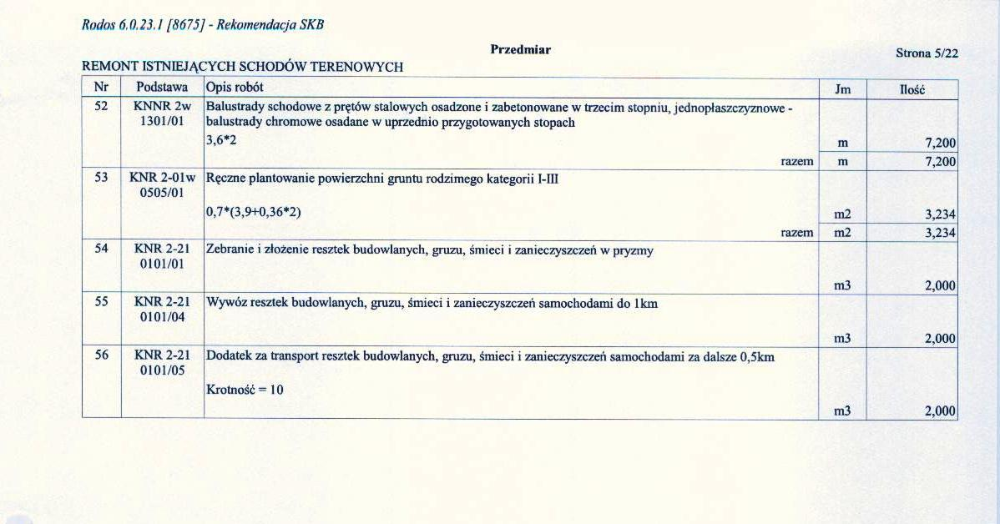 Rodos 6.0.23.1 [8675] - Rekomendacja SKB
Przedmiar
Strona 5/22
REMONT ISTNIEJĄCYCH SCHODÓW TERENOWYCH
Nr Podstawa Opis robót Jm Ilość
52 KNNR 2w Balustrady schodowe z prętów stalowych osadzone i zabetonowane w trzecim stopniu, jednopłaszczyznowe -
1301/01 balustrady chromowe osadane w uprzednio przygotowanych stopach
3,6*2 m 7,200
razem m 7,200
53 KNR 2-01w Ręczne plantowanie powierzchni gruntu rodzimego kategorii I-III
0505/01
0,7*(3,9+0,36*2) m2 3,234
razem m2 3,234
54 KNR 2-21 Zebranie i złożenie resztek budowlanych, gruzu, śmieci i zanieczyszczeń w pryzmy
0101/01
m3 2,000
55 KNR 2-21 Wywóz resztek budowlanych, gruzu, śmieci i zanieczyszczeń samochodami do 1km
0101/04
m3 2,000
56 KNR 2-21 Dodatek za transport resztek budowlanych, gruzu, śmieci i zanieczyszczeń samochodami za dalsze 0,5km
0101/05
Krotność = 10
m3 2,000